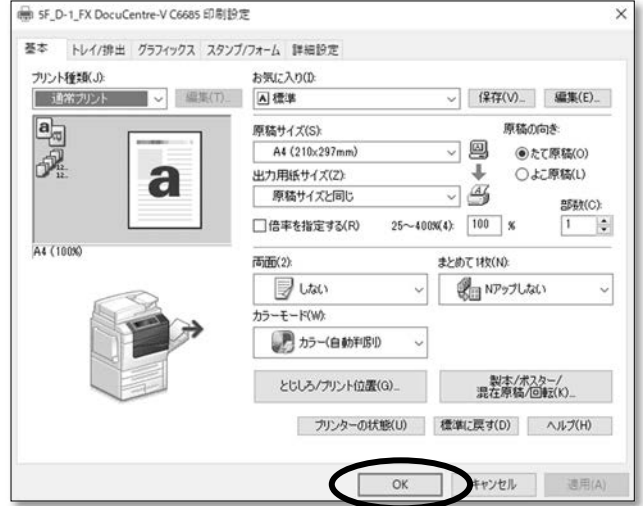 5F_D-1_FX DocuCentre-V C6685 印刷設定
基本 トレイ/排出 グラフィックス スタンプ/フォーム 詳細設定
プリント種類(J): お気に入り(I):
通常プリント 編集(T)... A 標準 保存(V)... 編集(E)...
原稿サイズ(S): 原稿の向き:
A4 (210x297mm) たて原稿(O)
出力用紙サイズ(Z): よこ原稿(L)
原稿サイズと同じ 部数(C):
倍率を指定する(R) 25～400%(4): 100 % 1
A4 (100%)
両面(2): まとめて1枚(N):
しない Nアップしない
カラーモード(W):
カラー(自動判別)
とじしろ/プリント位置(G)... 製本/ポスター/
混在原稿/回転(K)...
プリンターの状態(U) 標準に戻す(D) ヘルプ(H)
OK キャンセル 適用(A)